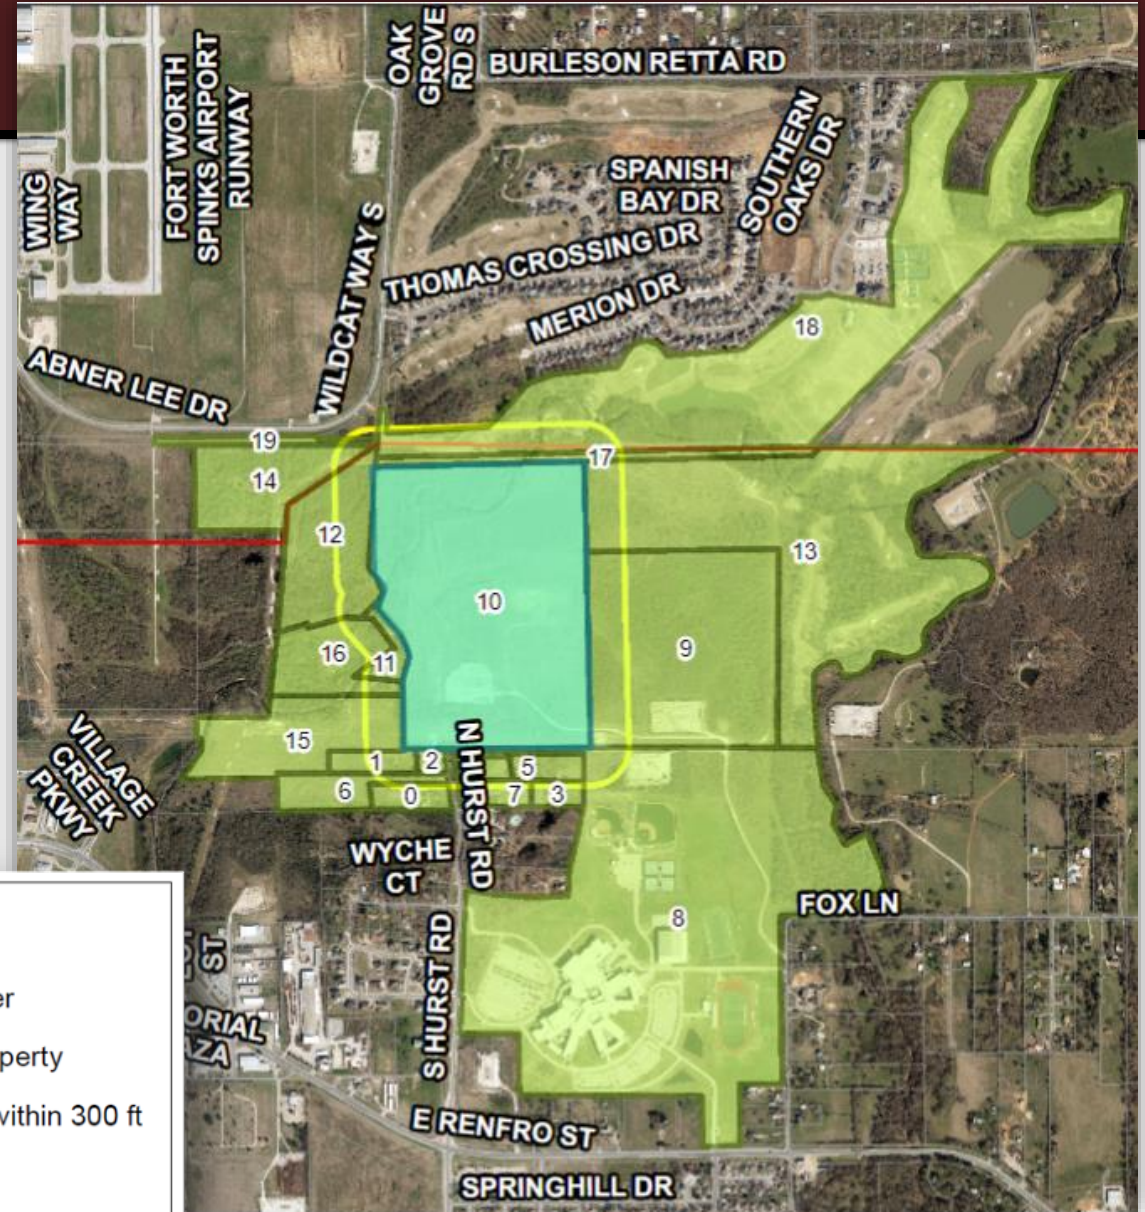 OAK
GROVE
RD S
BURLESON RETTA RD
FORT WORTH
SPINKS AIRPORT
RUNWAY
WING
WAY
SOUTHERN
OAKS DR
SPANISH
BAY DR
WILDCAT WAY S
THOMAS CROSSING DR
MERION DR
18
ABNER LEE DR
19
17
14
12
13
10
9
16
11
VILLAGE
CREEK
PKWY
15
N HURST RD
1
2
5
6
0
7
3
WYCHE
CT
8
FOX LN
ST
S HURST RD
ORIAL
ZA
er
perty
within 300 ft
E RENFRO ST
SPRINGHILL DR